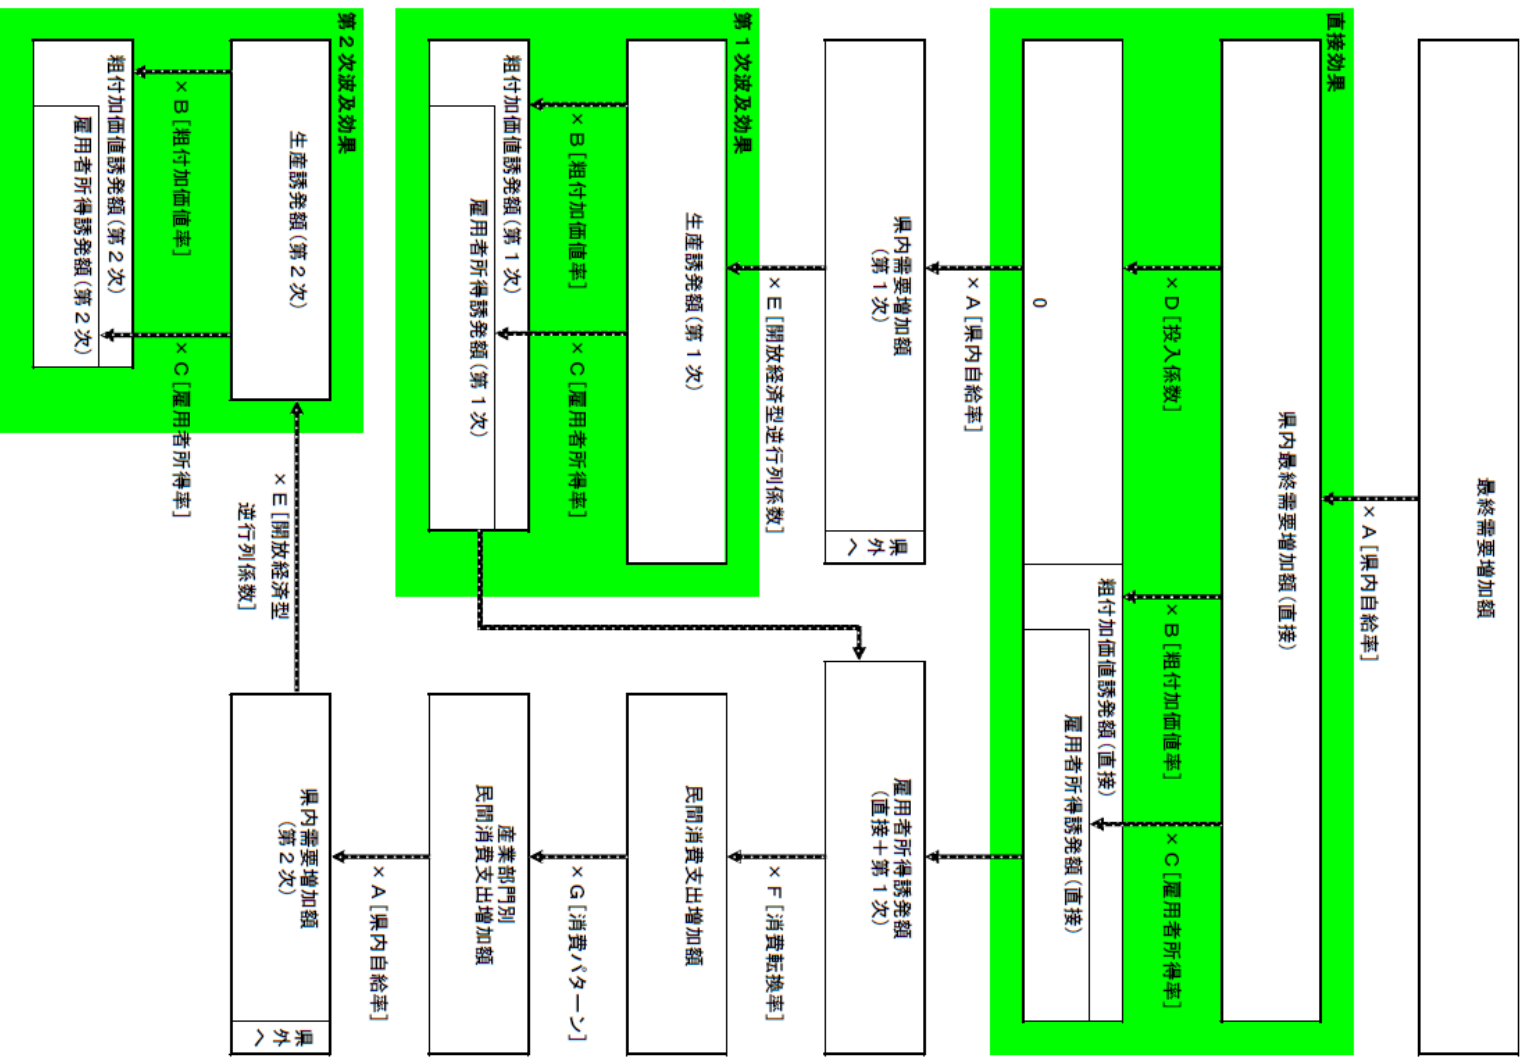 最終需要増加額
×A[県内自給率]
直接効果
県内最終需要増加額(直接)
×D[投入係数]
×B[粗付加価値率]
×C[雇用者所得率]
0
粗付加価値誘発額(直接)
雇用者所得誘発額(直接)
×A[県内自給率]
県内需要増加額
(第1次)
県外へ
雇用者所得誘発額
(直接+第1次)
×E[開放経済型逆行列係数]
×F[消費転換率]
第1次波及効果
生産誘発額(第1次)
民間消費支出増加額
×B[粗付加価値率]
×C[雇用者所得率]
×G[消費パターン]
粗付加価値誘発額(第1次)
雇用者所得誘発額(第1次)
産業部門別
民間消費支出増加額
×A[県内自給率]
第2次波及効果
生産誘発額(第2次)
×E[開放経済型
逆行列係数]
県内需要増加額
(第2次)
県外へ
×B[粗付加価値率]
×C[雇用者所得率]
粗付加価値誘発額(第2次)
雇用者所得誘発額(第2次)